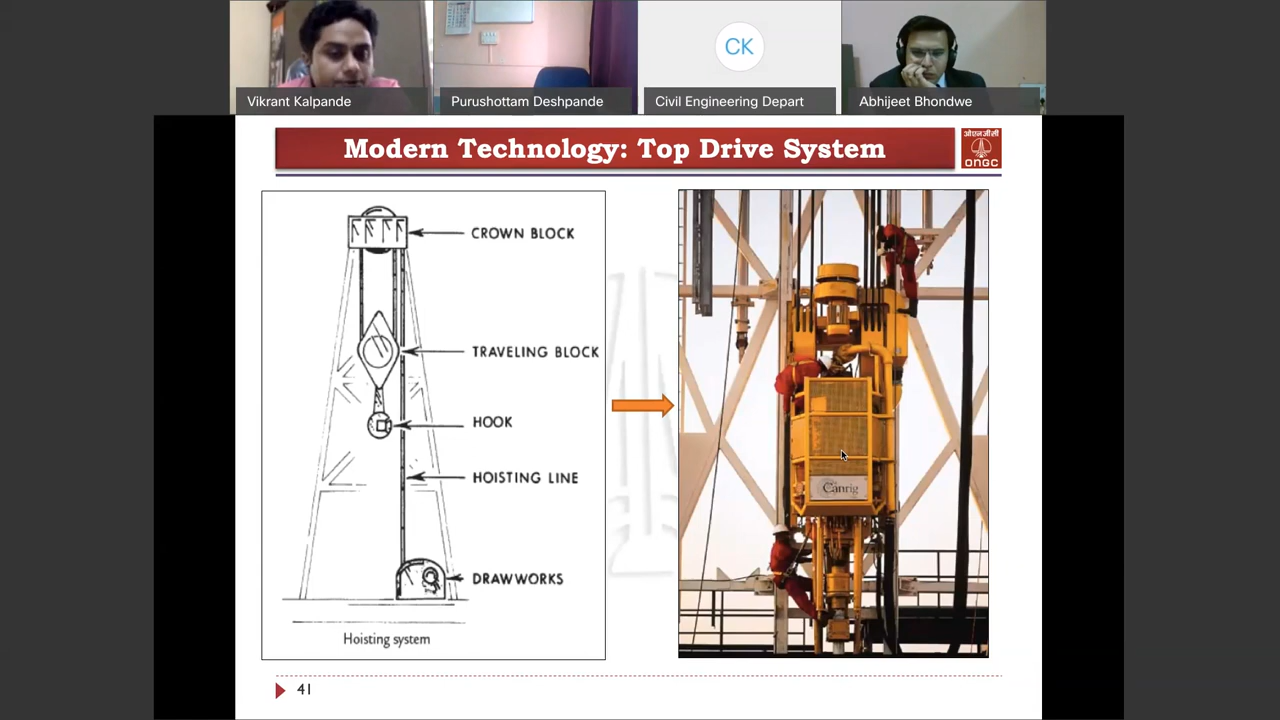 CK
Vikrant Kalpande
Purushottam Deshpande
Civil Engineering Depart
Abhijeet Bhondwe
Modern Technology: Top Drive System
ओएनजीसी
ONGC
CROWN BLOCK
TRAVELING BLOCK
HOOK
HOISTING LINE
DRAWWORKS
Hoisting system
Canrig
41